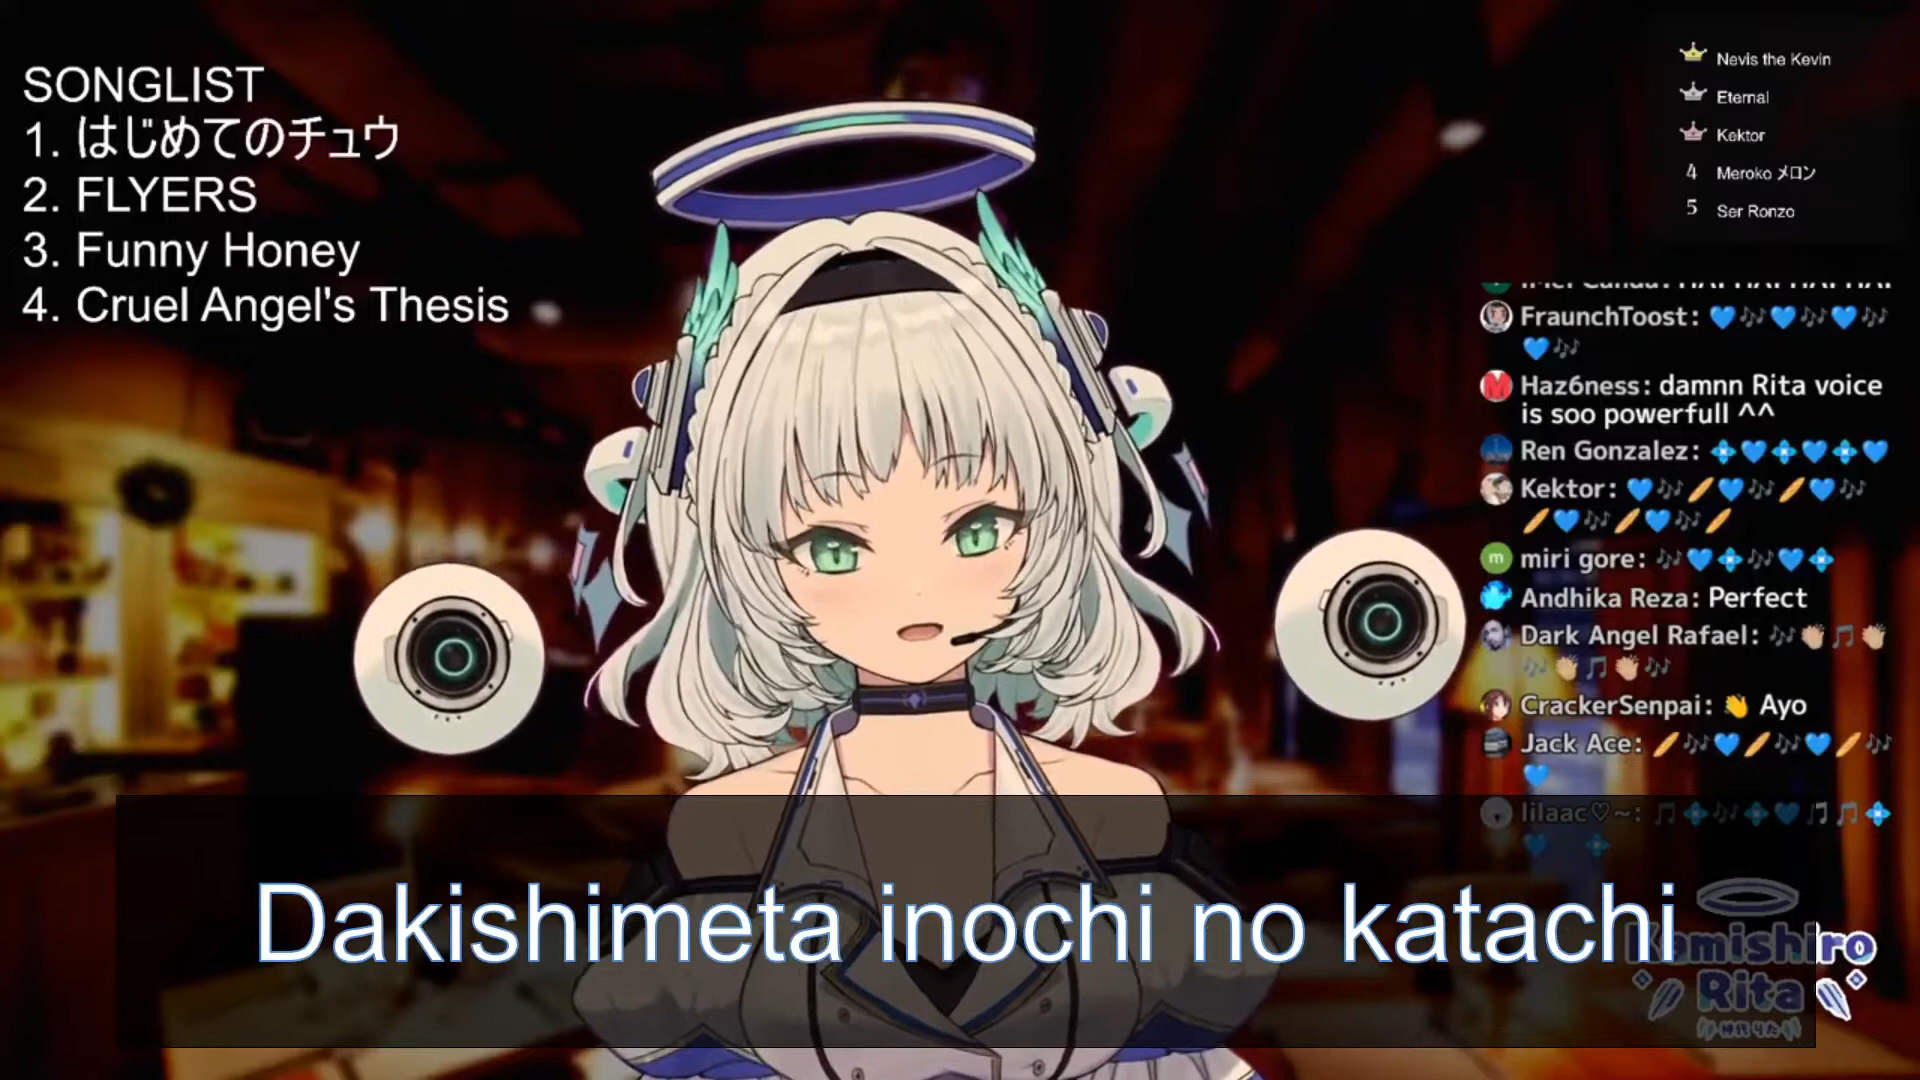 SONGLIST
1. はじめてのチュウ
2. FLYERS
3. Funny Honey
4. Cruel Angel's Thesis
Nevis the Kevin
Eternal
Kektor
4 Meroko メロン
5 Ser Ronzo
FraunchToost: 💙🎶💙🎶💙🎶
💙🎶
Haz6ness: damnn Rita voice
is soo powerfull ^^
Ren Gonzalez: 💠💙💠💙💠💙
Kektor: 💙🎶🥖💙🎶🥖💙🎶
🥖💙🎶🥖💙🎶🥖
m miri gore: 🎶💙💠🎶💙💠
Andhika Reza: Perfect
Dark Angel Rafael: 🎶👏🏻🎵👏🏻
🎶👏🏻🎵👏🏻🎶
CrackerSenpai: 👏 Ayo
Jack Ace: 🥖🎶💙🥖🎶💙🥖🎶
💙
lilaac♡~: 🎵💠🎶💠💙🎵🎵💠
💙 💠
Dakishimeta inochi no katachi
Kamishiro
Rita